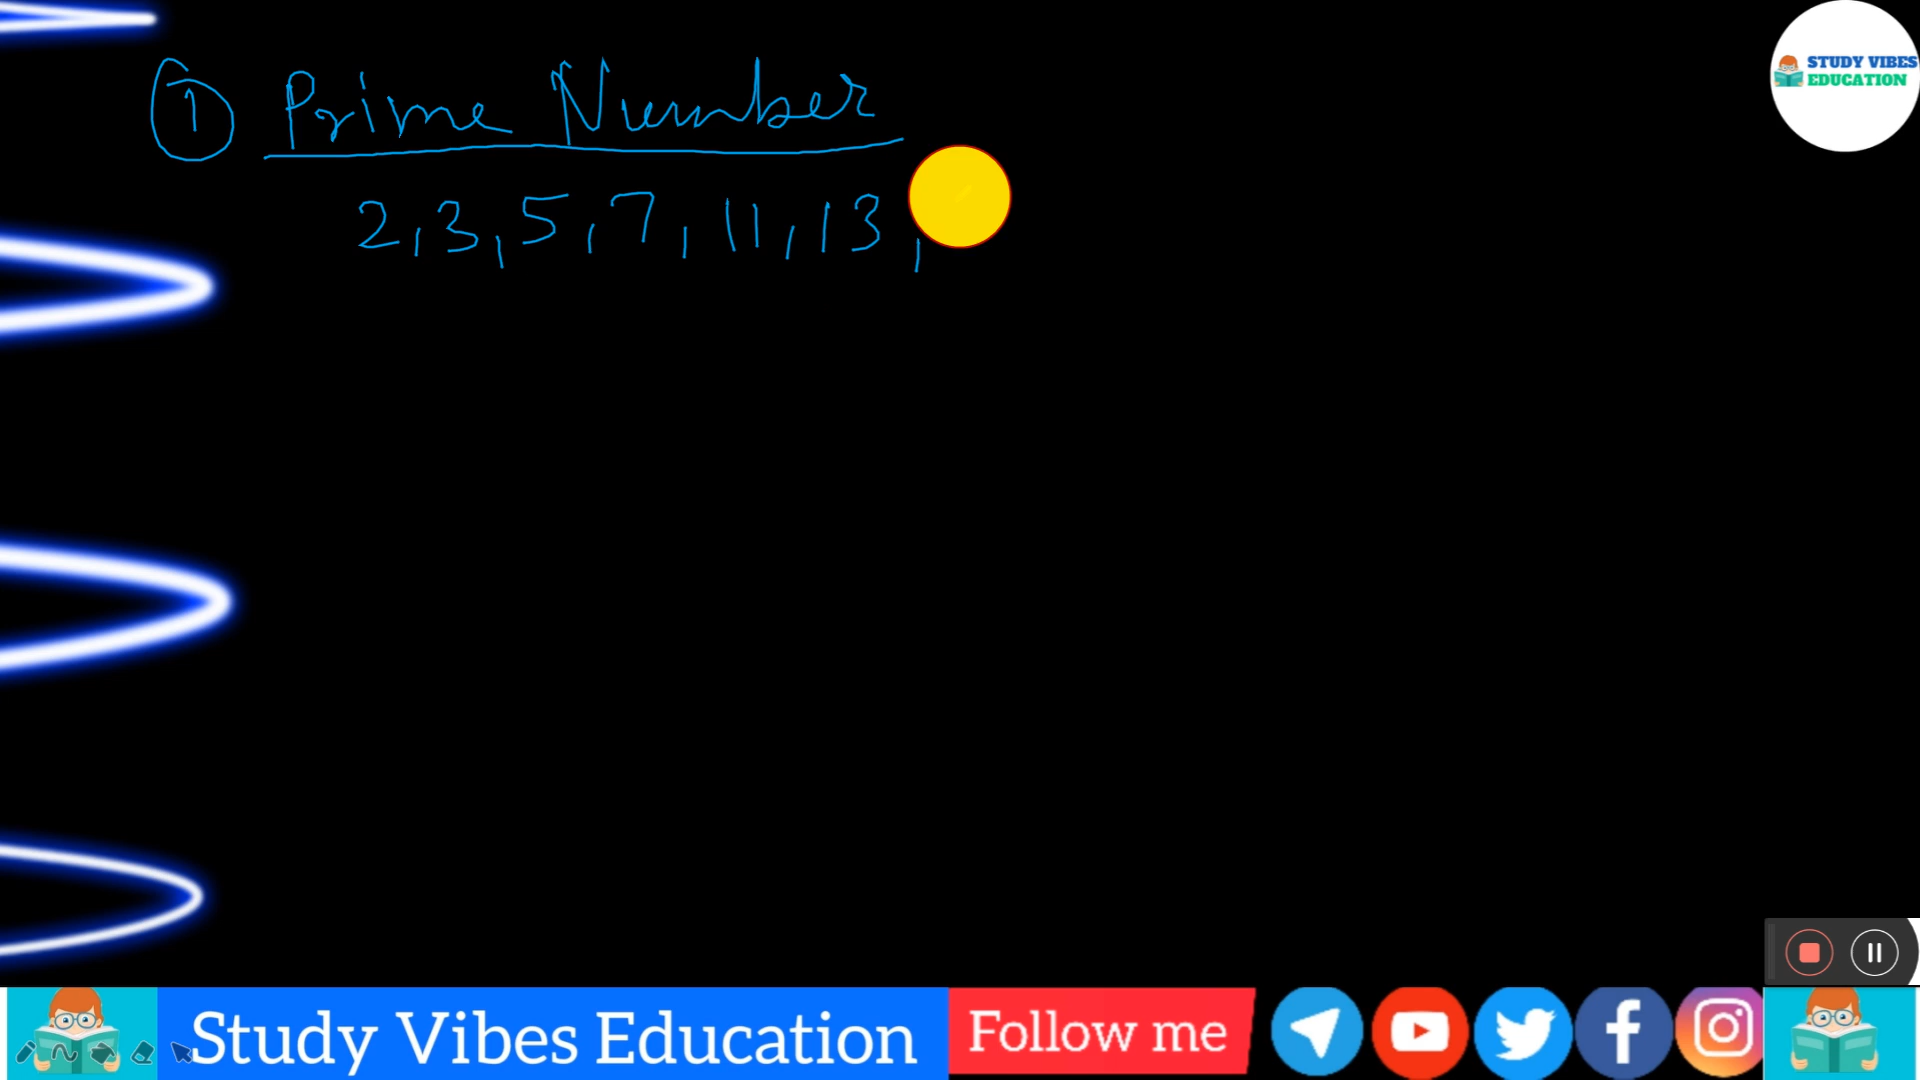 ① Prime Number
2, 3, 5, 7, 11, 13,
STUDY VIBES
EDUCATION
Study Vibes Education
Follow me